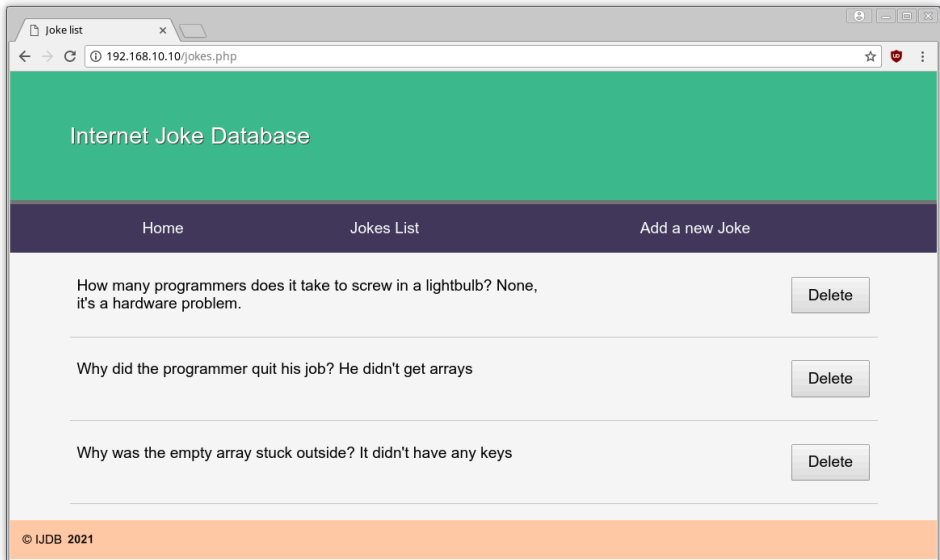 Joke list
192.168.10.10/jokes.php
Internet Joke Database
Home Jokes List Add a new Joke
How many programmers does it take to screw in a lightbulb? None,
it's a hardware problem.
Delete
Why did the programmer quit his job? He didn't get arrays
Delete
Why was the empty array stuck outside? It didn't have any keys
Delete
© IJDB 2021